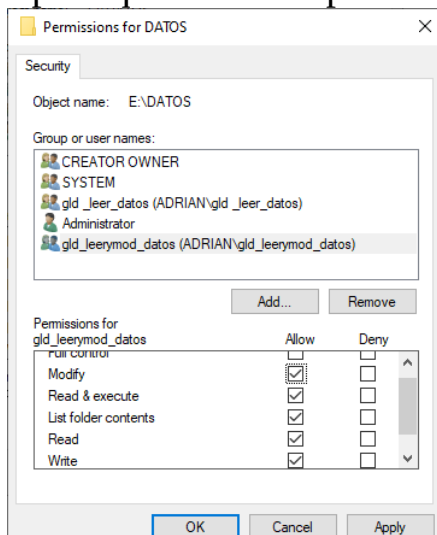 Permissions for DATOS
Security
Object name: E:\DATOS
Group or user names:
CREATOR OWNER
SYSTEM
gld _leer_datos (ADRIAN\gld _leer_datos)
Administrator
gld_leerymod_datos (ADRIAN\gld_leerymod_datos)
Add... Remove
Permissions for
gld_leerymod_datos Allow Deny
Full control
Modify
Read & execute
List folder contents
Read
Write
OK Cancel Apply